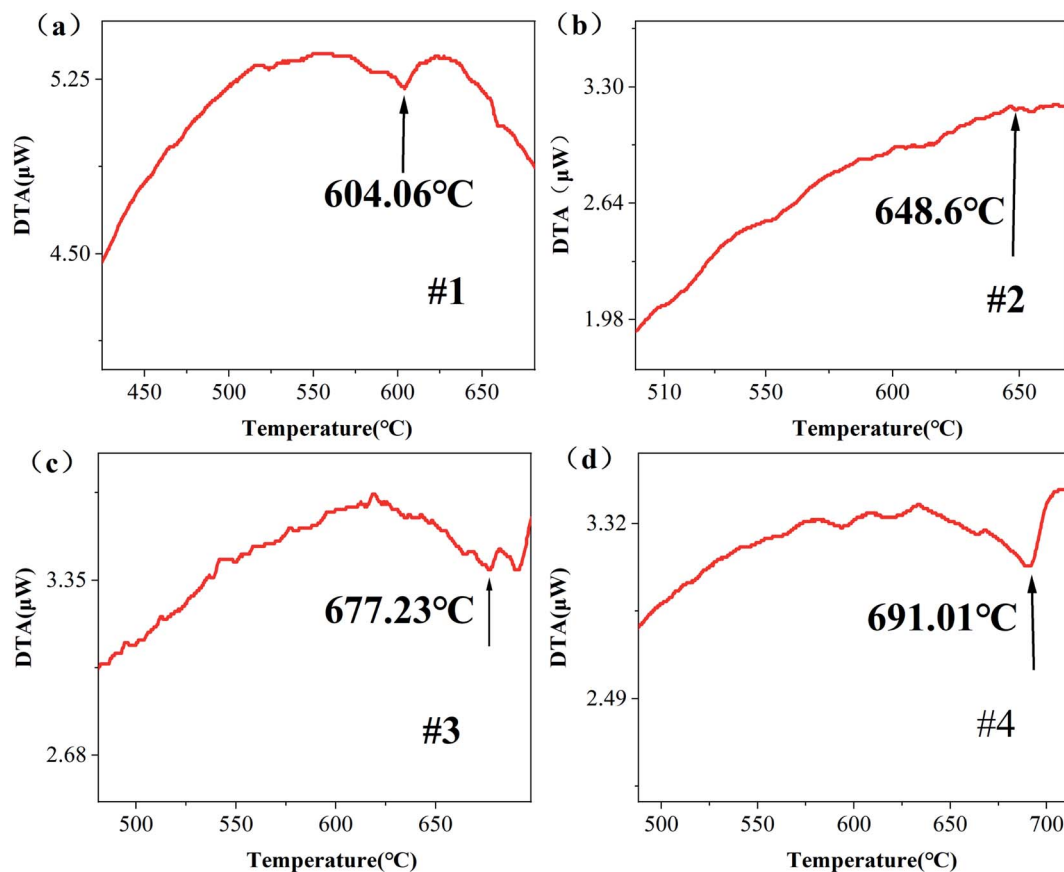 （a）
5.25
4.50
DTA(μW)
604.06℃
#1
450 500 550 600 650
Temperature(℃)
（b）
3.30
2.64
1.98
DTA（μW）
648.6℃
#2
510 550 600 650
Temperature(℃)
（c）
3.35
2.68
DTA(μW)
677.23℃
#3
500 550 600 650
Temperature(℃)
（d）
3.32
2.49
DTA(μW)
691.01℃
#4
500 550 600 650 700
Temperature(℃)